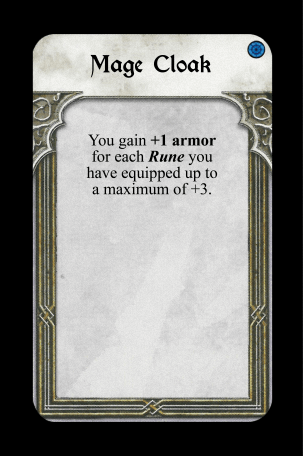 Mage Cloak
You gain +1 armor
for each Rune you
have equipped up to
a maximum of +3.